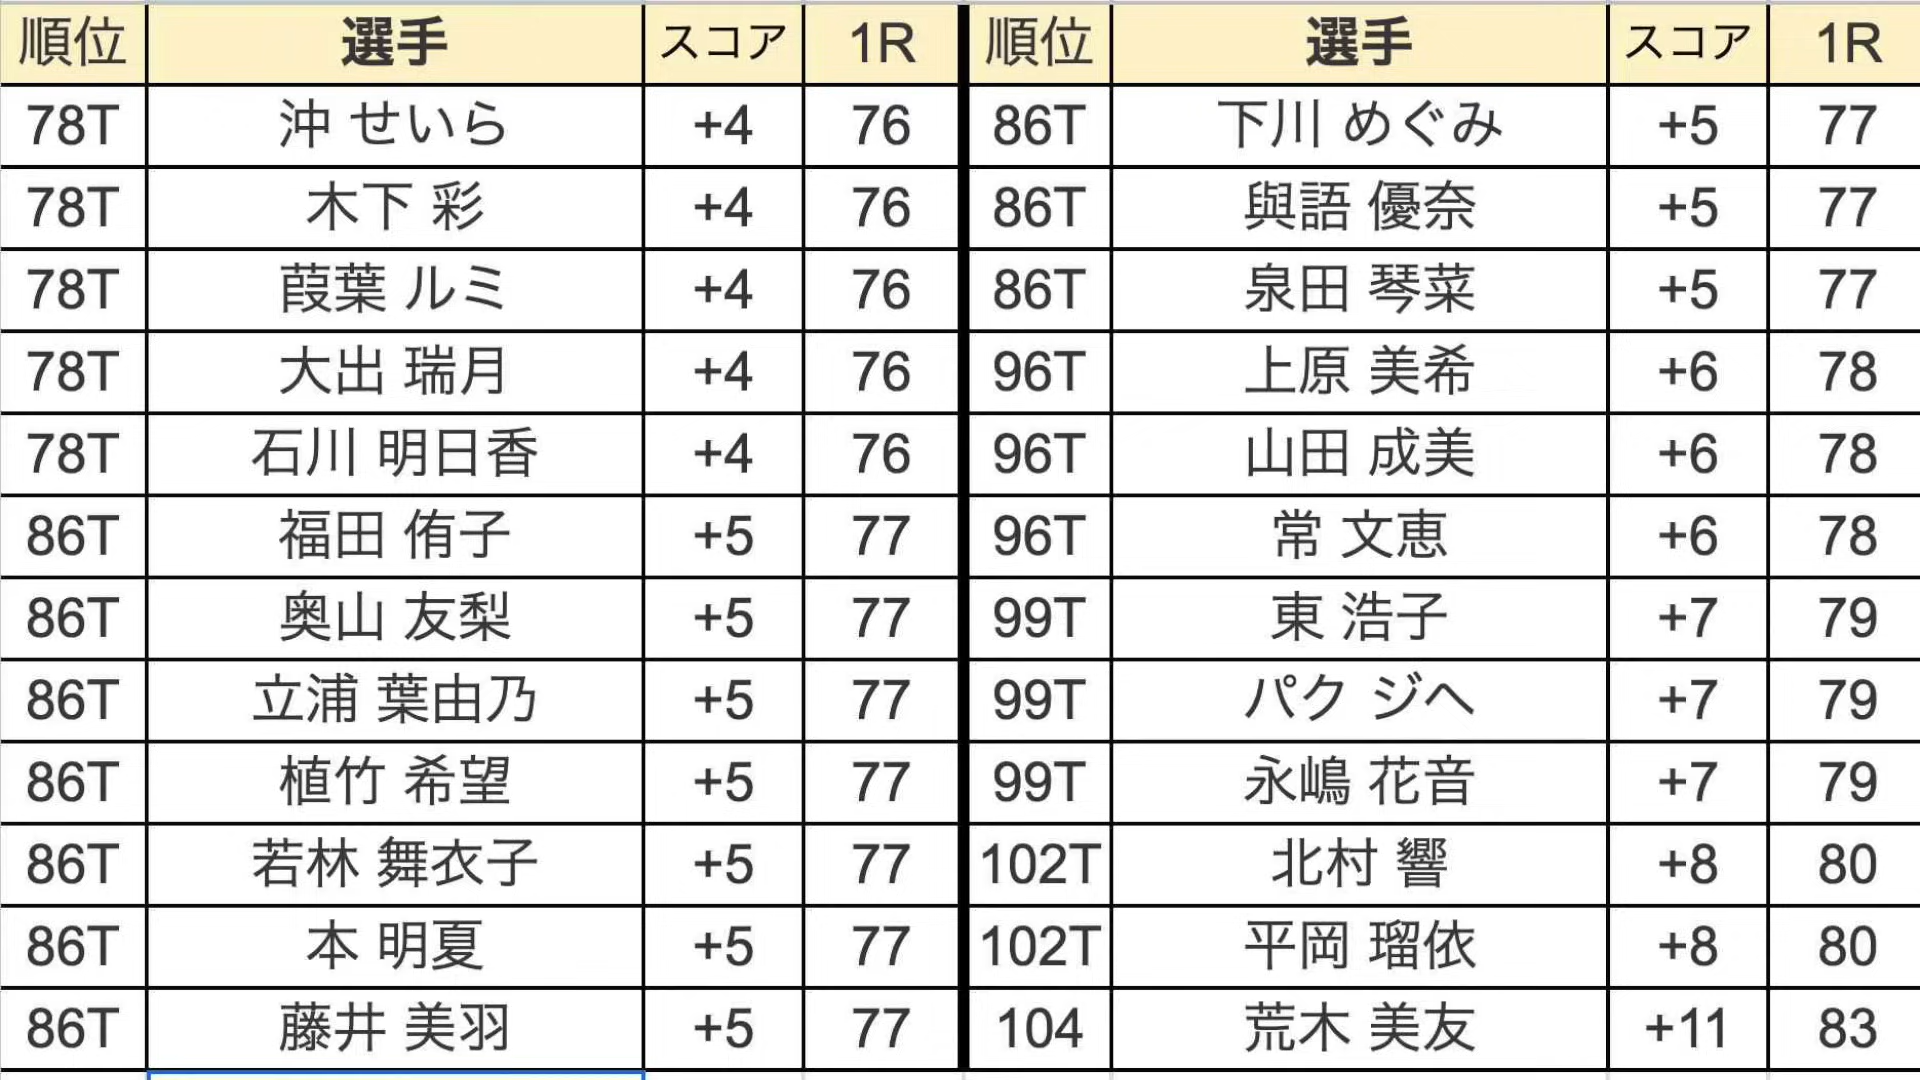 順位 選手 スコア 1R 順位 選手 スコア 1R
78T 沖 せいら +4 76 86T 下川 めぐみ +5 77
78T 木下 彩 +4 76 86T 與語 優奈 +5 77
78T 葭葉 ルミ +4 76 86T 泉田 琴菜 +5 77
78T 大出 瑞月 +4 76 96T 上原 美希 +6 78
78T 石川 明日香 +4 76 96T 山田 成美 +6 78
86T 福田 侑子 +5 77 96T 常 文恵 +6 78
86T 奥山 友梨 +5 77 99T 東 浩子 +7 79
86T 立浦 葉由乃 +5 77 99T パク ジヘ +7 79
86T 植竹 希望 +5 77 99T 永嶋 花音 +7 79
86T 若林 舞衣子 +5 77 102T 北村 響 +8 80
86T 本 明夏 +5 77 102T 平岡 瑠依 +8 80
86T 藤井 美羽 +5 77 104 荒木 美友 +11 83